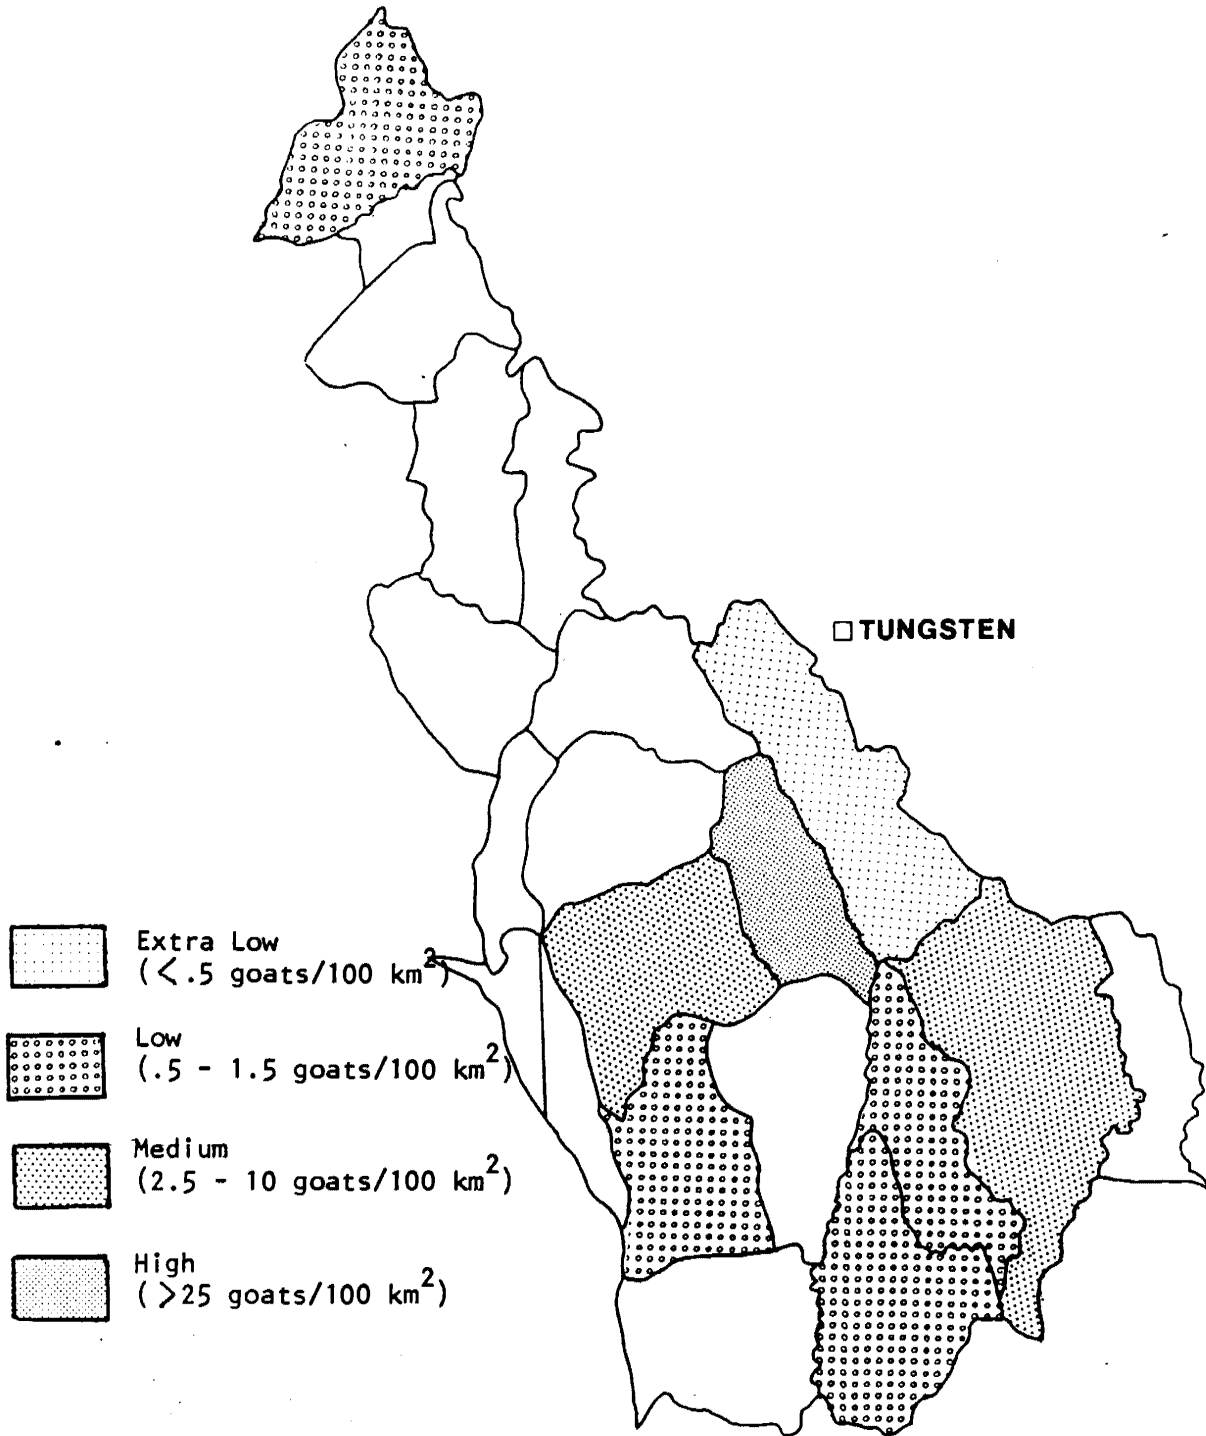 □ TUNGSTEN
Extra Low
(<.5 goats/100 km²)
Low
(.5 - 1.5 goats/100 km²)
Medium
(2.5 - 10 goats/100 km²)
High
(>25 goats/100 km²)